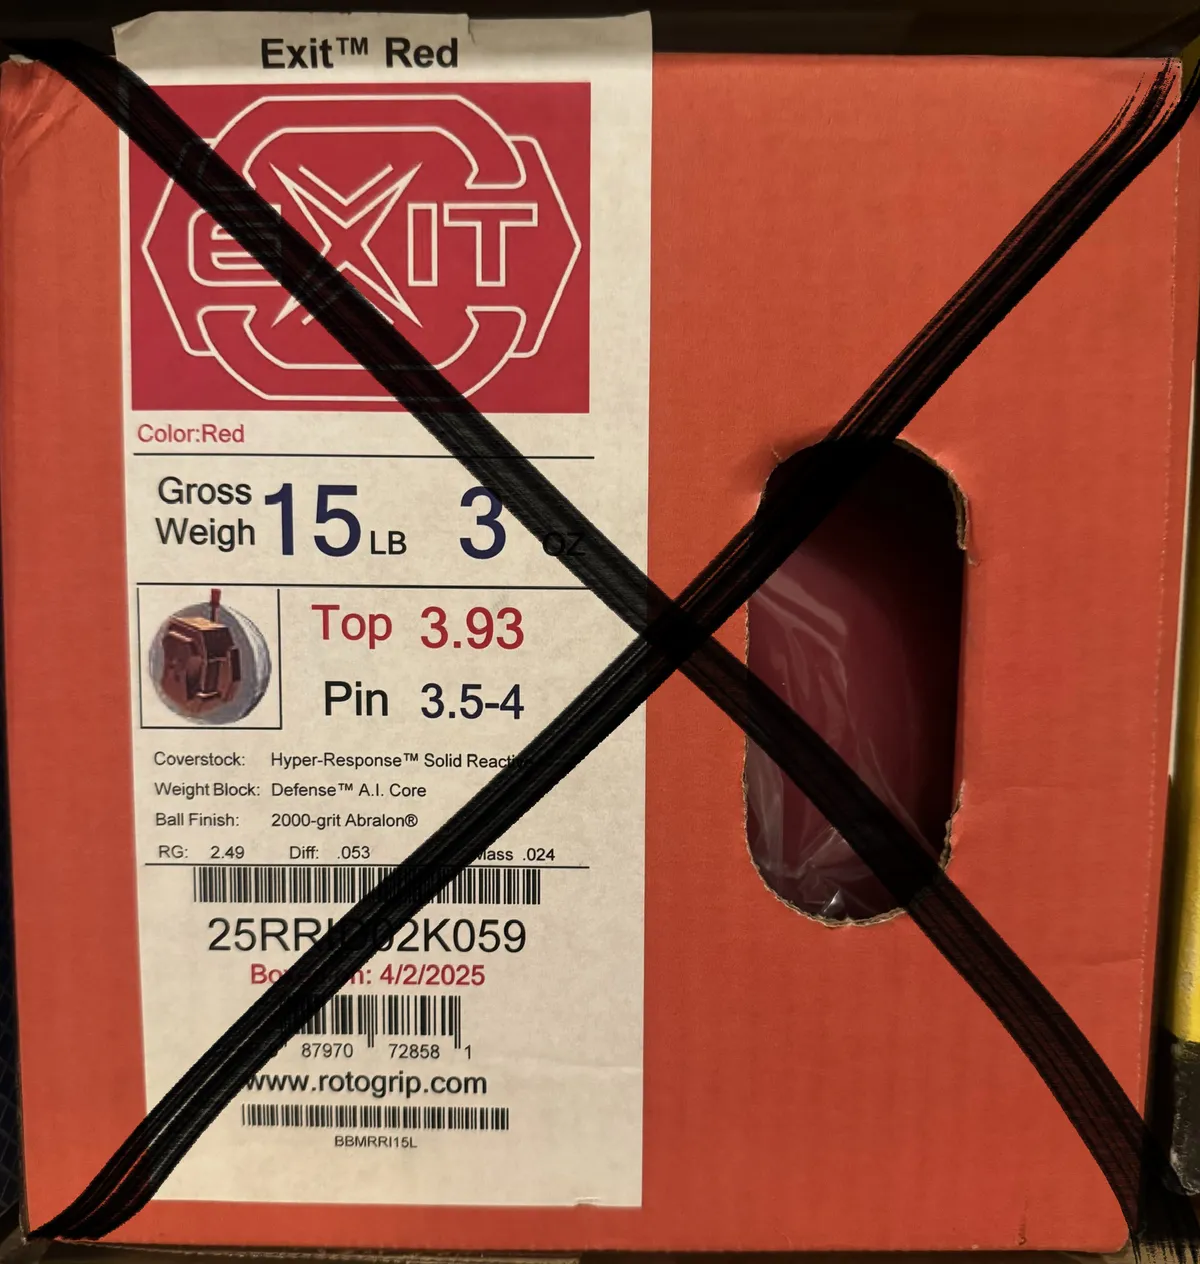 Exit™ Red
EXIT
Color:Red
Gross Weigh 15 LB 3 OZ
Top 3.93
Pin 3.5-4
Coverstock: Hyper-Response™ Solid
Weight Block: Defense™ A.I. Core
Ball Finish: 2000-grit Abralon®
RG: 2.49 Diff: .053 .024
4/2/2025
87970 72858 1
www.rotogrip.com
BBMRRI15L